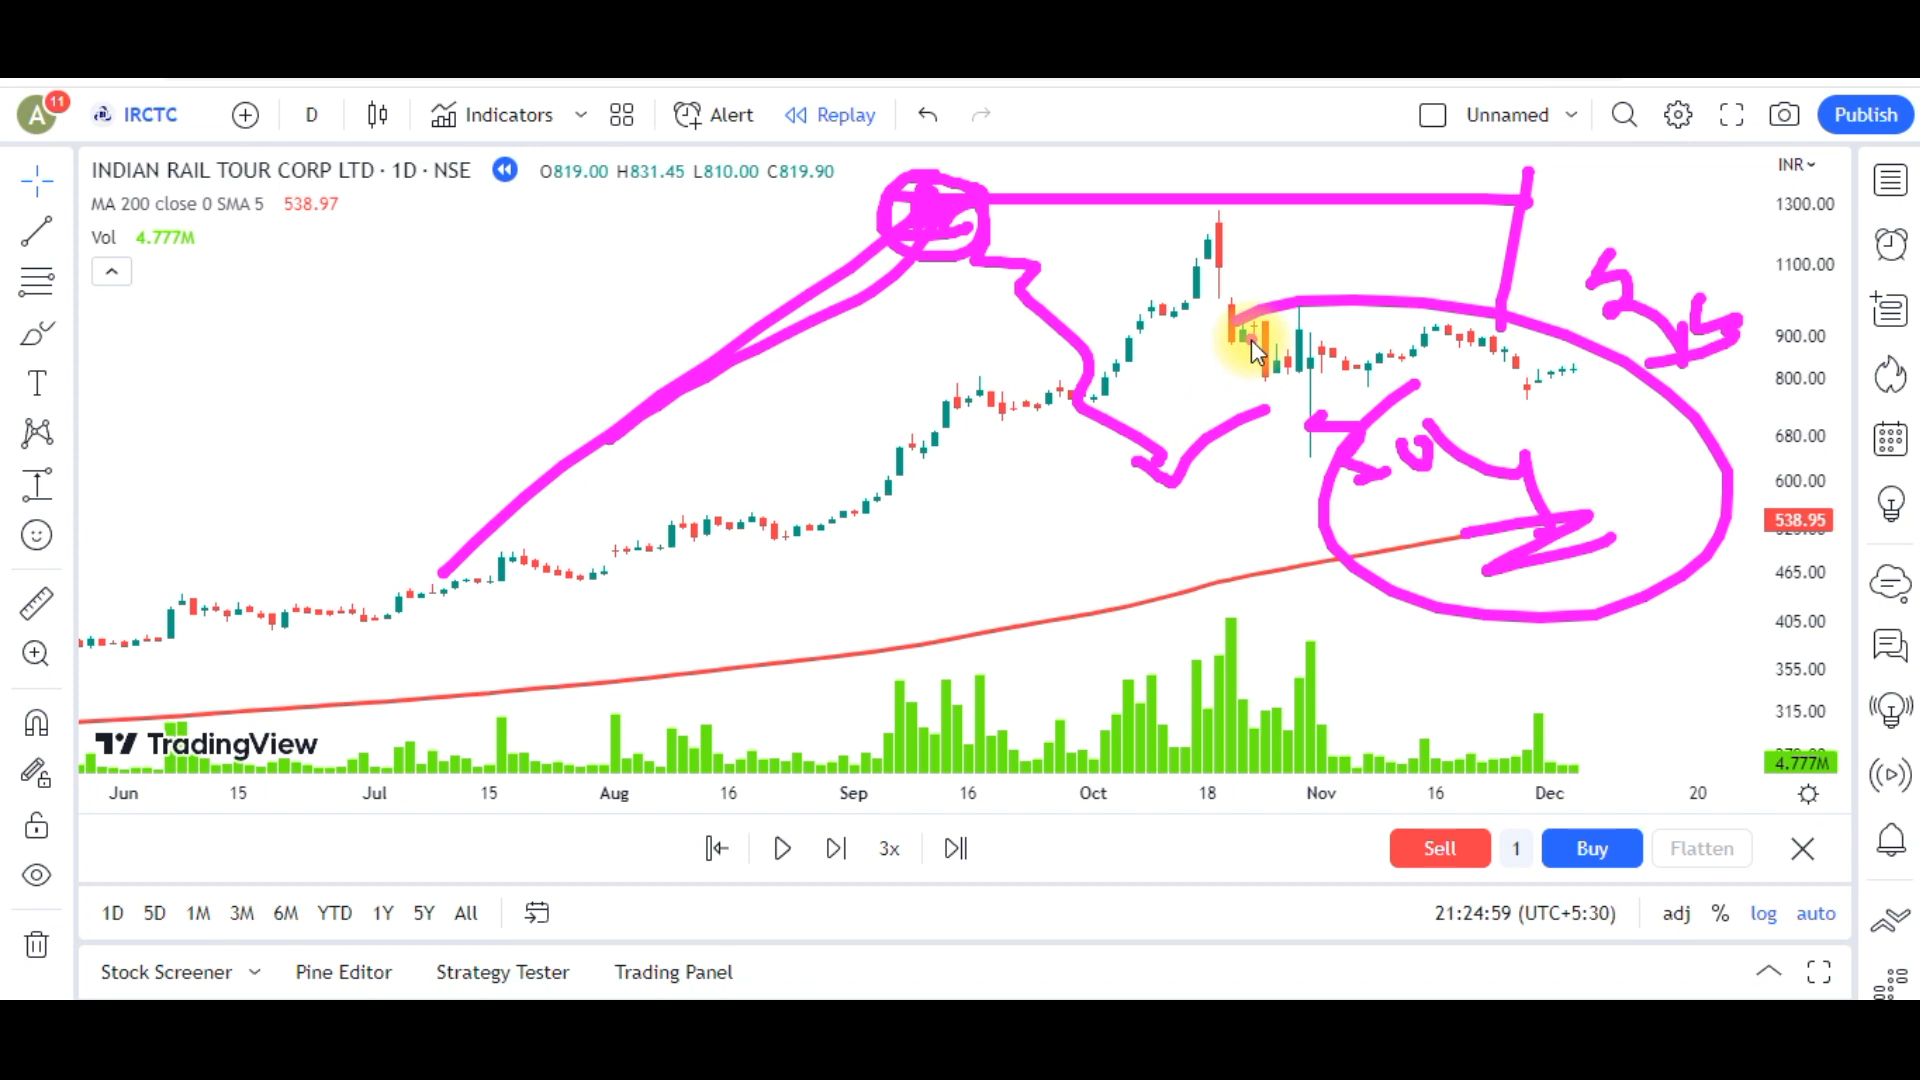 A 11 IRCTC D Indicators Alert Replay Unnamed Publish
INDIAN RAIL TOUR CORP LTD · 1D · NSE O819.00 H831.45 L810.00 C819.90
MA 200 close 0 SMA 5 538.97
Vol 4.777M
INR
1300.00
1100.00
900.00
800.00
680.00
600.00
538.95
465.00
405.00
355.00
315.00
4.777M
TradingView
Jun 15 Jul 15 Aug 16 Sep 16 Oct 18 Nov 16 Dec 20
3x Sell 1 Buy Flatten
1D 5D 1M 3M 6M YTD 1Y 5Y All 21:24:59 (UTC+5:30) adj % log auto
Stock Screener Pine Editor Strategy Tester Trading Panel